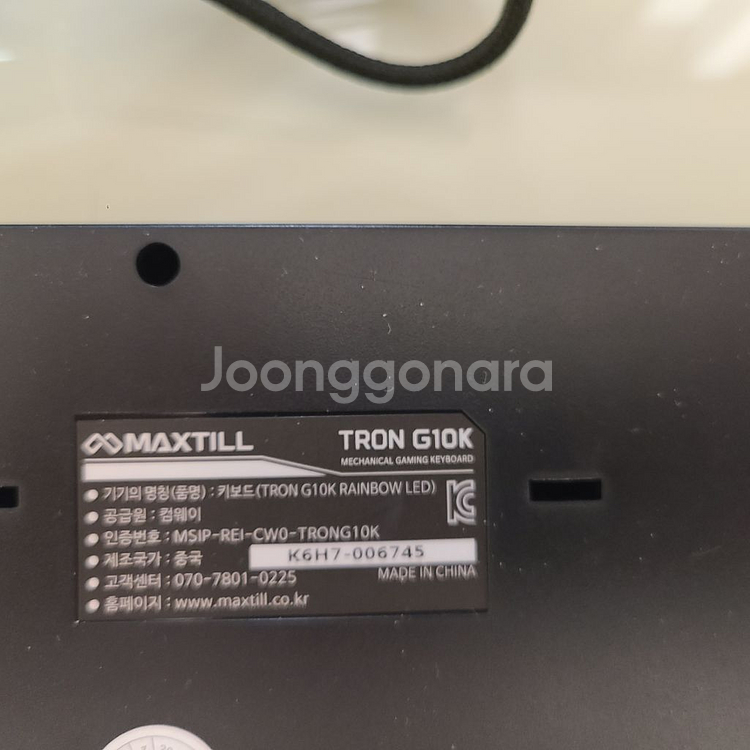 Joonggonara
MAXTILL
TRON G10K
MECHANICAL GAMING KEYBOARD
기기의 명칭(품명) : 키보드(TRON G10K RAINBOW LED)
공급원 : 컴웨이
인증번호 : MSIP-REI-CW0-TRONG10K
제조국가 : 중국
K6H7-006745
고객센터 : 070-7801-0225
MADE IN CHINA
홈페이지 : www.maxtill.co.kr